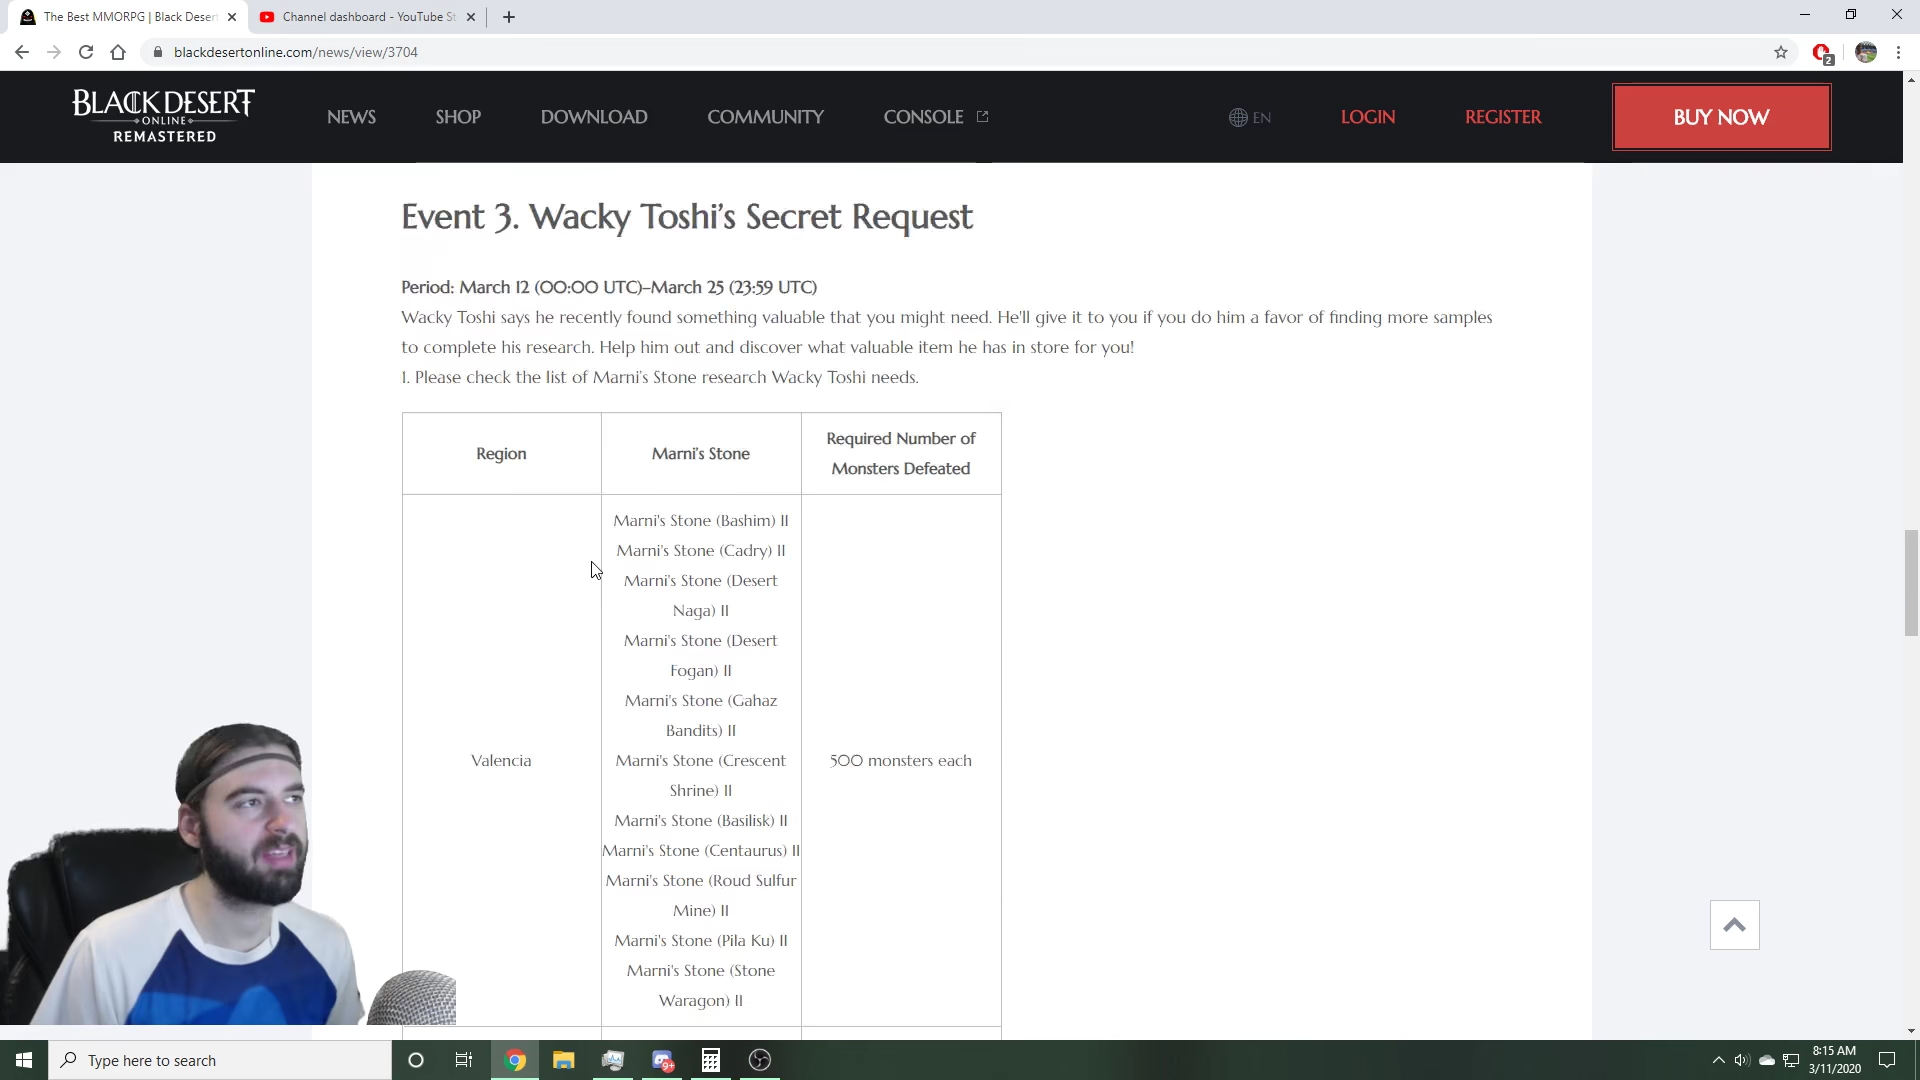 The Best MMORPG | Black Desert
Channel dashboard - YouTube St
blackdesertonline.com/news/view/3704
2
BLACK DESERT
ONLINE
REMASTERED
NEWS
SHOP
DOWNLOAD
COMMUNITY
CONSOLE
EN
LOGIN
REGISTER
BUY NOW
Event 3. Wacky Toshi's Secret Request
Period: March 12 (00:00 UTC)–March 25 (23:59 UTC)
Wacky Toshi says he recently found something valuable that you might need. He'll give it to you if you do him a favor of finding more samples
to complete his research. Help him out and discover what valuable item he has in store for you!
1. Please check the list of Marni's Stone research Wacky Toshi needs.
Region
Marni's Stone
Required Number of
Monsters Defeated
Valencia
Marni's Stone (Bashim) II
Marni's Stone (Cadry) II
Marni's Stone (Desert
Naga) II
Marni's Stone (Desert
Fogan) II
Marni's Stone (Gahaz
Bandits) II
Marni's Stone (Crescent
Shrine) II
Marni's Stone (Basilisk) II
Marni's Stone (Centaurus) II
Marni's Stone (Roud Sulfur
Mine) II
Marni's Stone (Pila Ku) II
Marni's Stone (Stone
Waragon) II
500 monsters each
Type here to search
9+
8:15 AM
3/11/2020